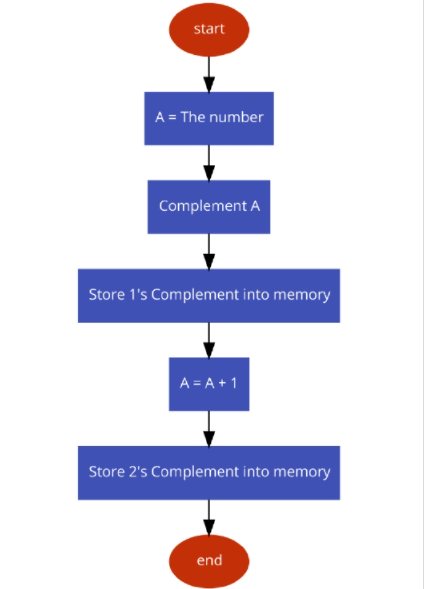 start
A = The number
Complement A
Store 1's Complement into memory
A = A + 1
Store 2's Complement into memory
end